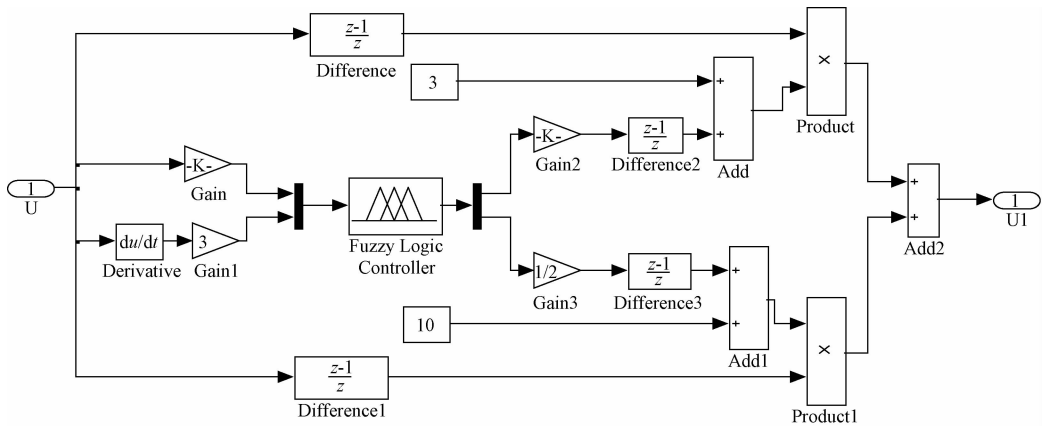 z-1
z
Difference
3
+
+
Add
×
Product
-K-
Gain
-K-
Gain2
z-1
z
Difference2
1
U
du/dt
Derivative
3
Gain1
Fuzzy Logic
Controller
+
+
Add2
1
U1
1/2
Gain3
z-1
z
Difference3
10
+
+
Add1
×
Product1
z-1
z
Difference1